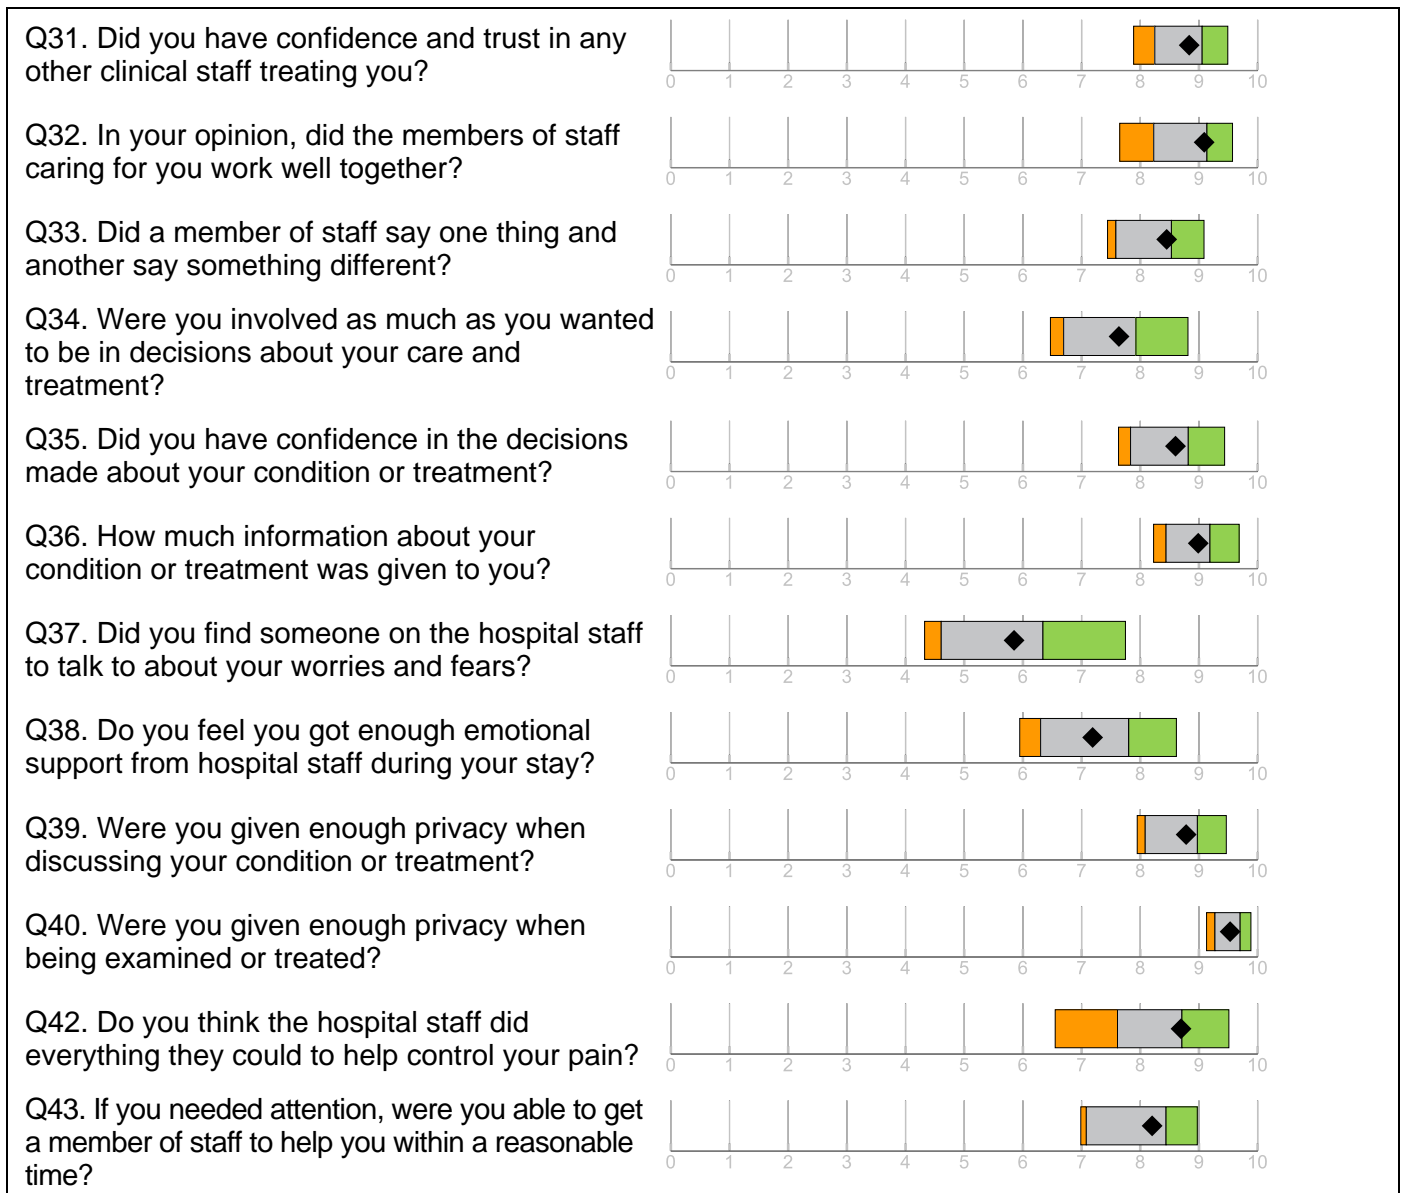 Q31. Did you have confidence and trust in any
other clinical staff treating you?
0 1 2 3 4 5 6 7 8 9 10
Q32. In your opinion, did the members of staff
caring for you work well together?
0 1 2 3 4 5 6 7 8 9 10
Q33. Did a member of staff say one thing and
another say something different?
0 1 2 3 4 5 6 7 8 9 10
Q34. Were you involved as much as you wanted
to be in decisions about your care and
treatment?
0 1 2 3 4 5 6 7 8 9 10
Q35. Did you have confidence in the decisions
made about your condition or treatment?
0 1 2 3 4 5 6 7 8 9 10
Q36. How much information about your
condition or treatment was given to you?
0 1 2 3 4 5 6 7 8 9 10
Q37. Did you find someone on the hospital staff
to talk to about your worries and fears?
0 1 2 3 4 5 6 7 8 9 10
Q38. Do you feel you got enough emotional
support from hospital staff during your stay?
0 1 2 3 4 5 6 7 8 9 10
Q39. Were you given enough privacy when
discussing your condition or treatment?
0 1 2 3 4 5 6 7 8 9 10
Q40. Were you given enough privacy when
being examined or treated?
0 1 2 3 4 5 6 7 8 9 10
Q42. Do you think the hospital staff did
everything they could to help control your pain?
0 1 2 3 4 5 6 7 8 9 10
Q43. If you needed attention, were you able to get
a member of staff to help you within a reasonable
time?
0 1 2 3 4 5 6 7 8 9 10